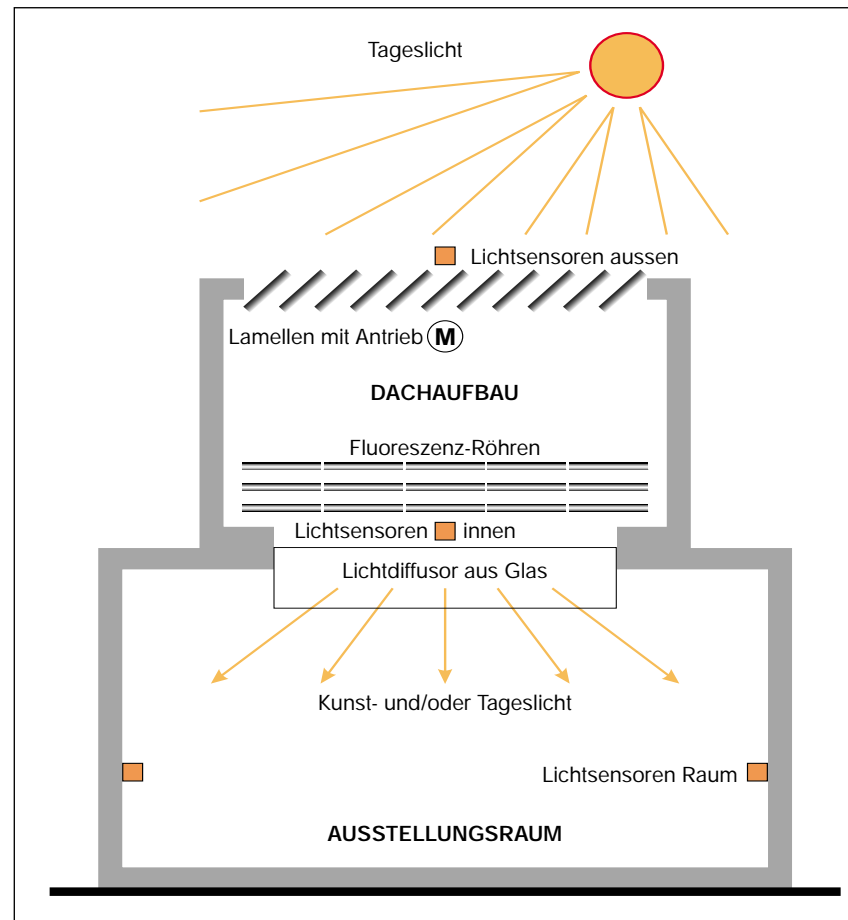 Tageslicht
Lichtsensoren aussen
Lamellen mit Antrieb M
DACHAUFBAU
Fluoreszenz-Röhren
Lichtsensoren innen
Lichtdiffusor aus Glas
Kunst- und/oder Tageslicht
Lichtsensoren Raum
AUSSTELLUNGSRAUM